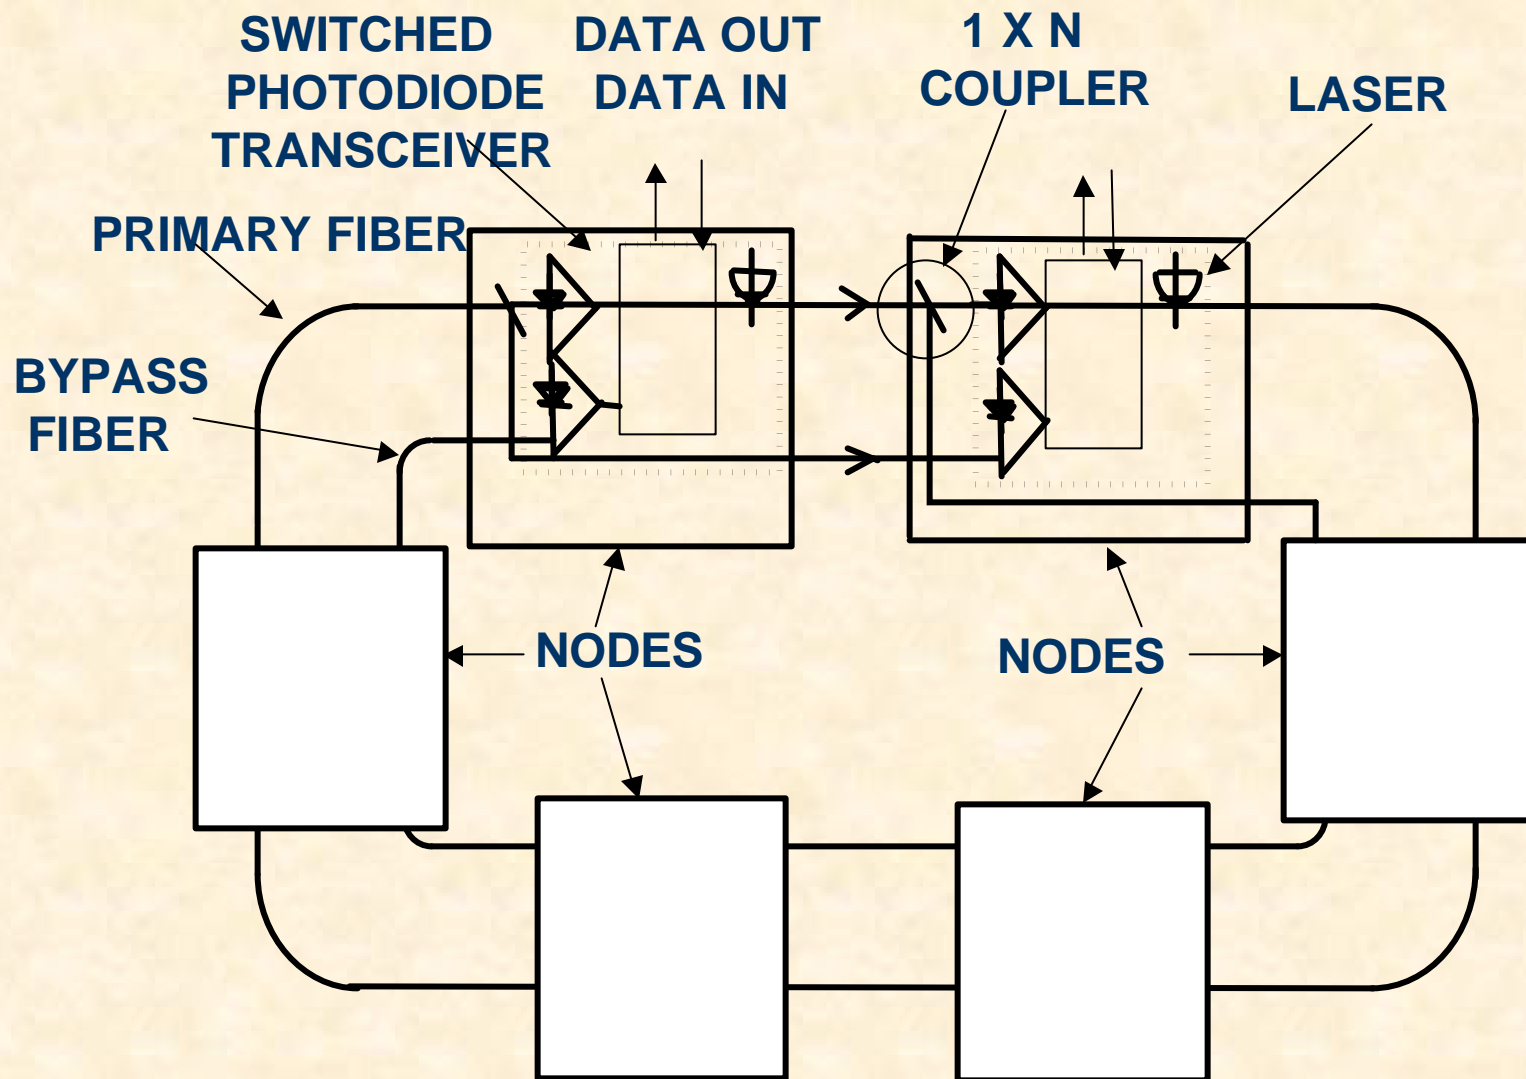 SWITCHED
PHOTODIODE
TRANSCEIVER
DATA OUT
DATA IN
1 X N
COUPLER
LASER
PRIMARY FIBER
BYPASS
FIBER
NODES
NODES